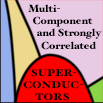 Multi-
Component
and Strongly
Correlated
SUPER-
CONDUC-
TORS